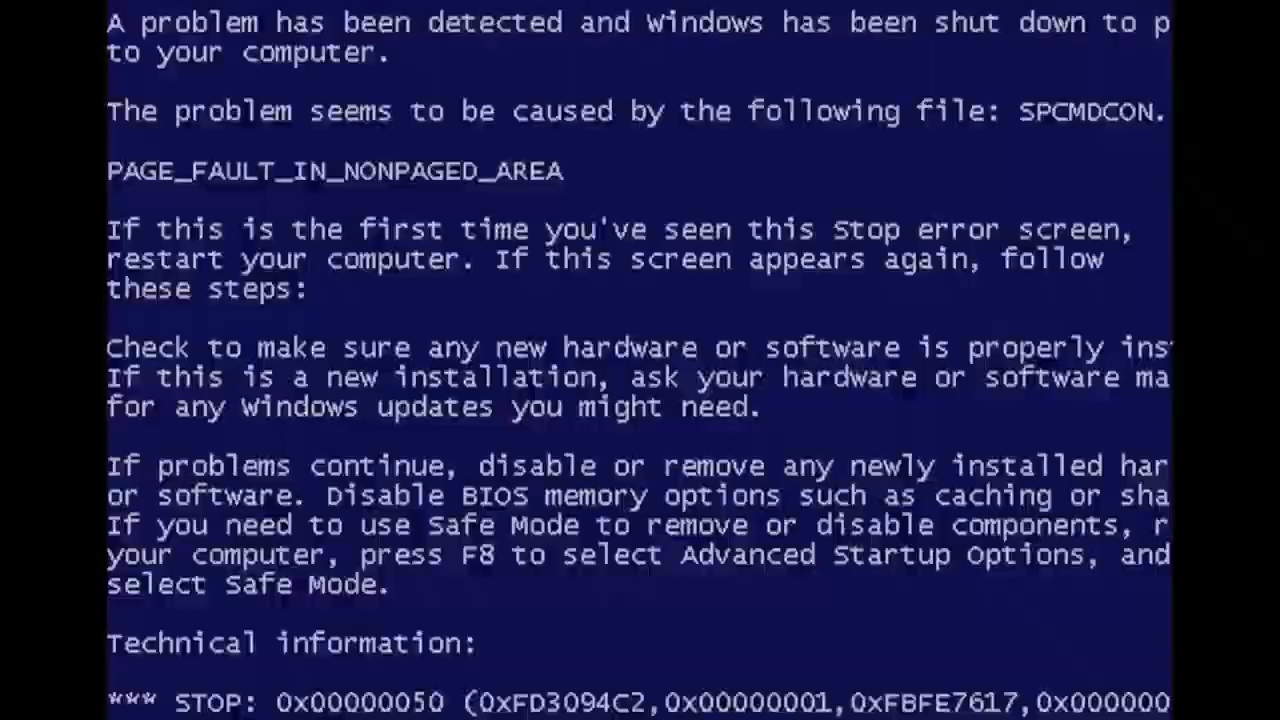 A problem has been detected and Windows has been shut down to p
to your computer.
The problem seems to be caused by the following file: SPCMDCON.
PAGE_FAULT_IN_NONPAGED_AREA
If this is the first time you've seen this Stop error screen,
restart your computer. If this screen appears again, follow
these steps:
Check to make sure any new hardware or software is properly ins
If this is a new installation, ask your hardware or software ma
for any Windows updates you might need.
If problems continue, disable or remove any newly installed har
or software. Disable BIOS memory options such as caching or sha
If you need to use Safe Mode to remove or disable components, r
your computer, press F8 to select Advanced Startup Options, and
select Safe Mode.
Technical information:
*** STOP: 0x00000050 (0xFD3094C2,0x00000001,0xFBFE7617,0x000000